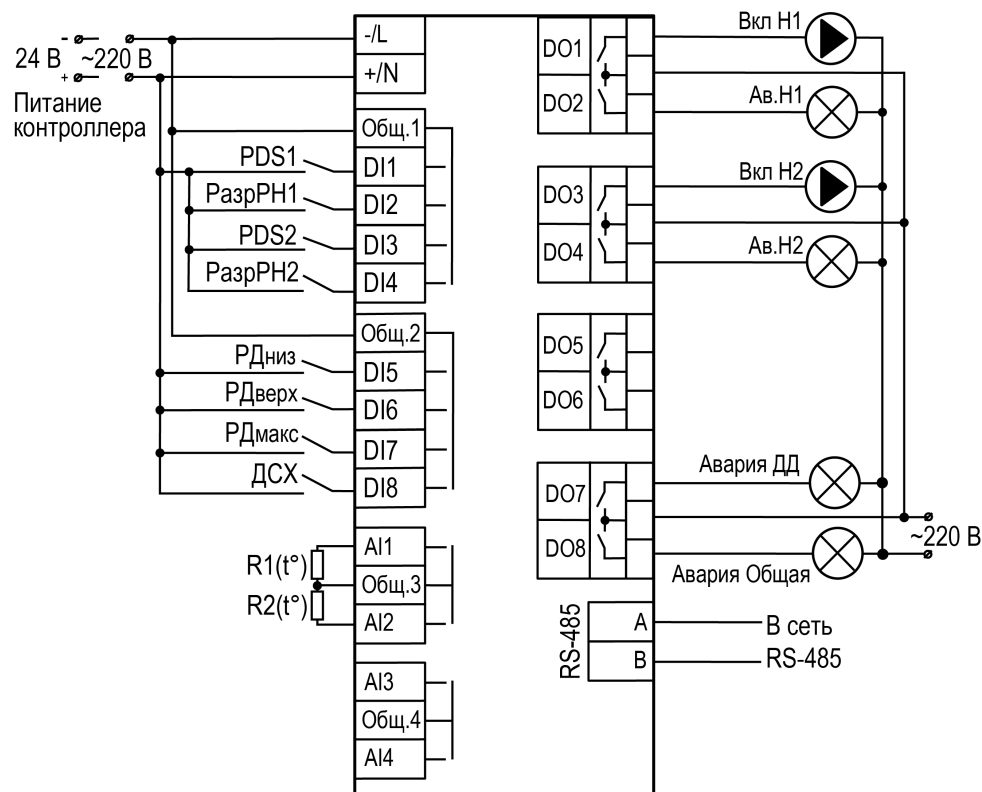 -
24 В ~220 В
+
Питание
контроллера
-/L
+/N
Общ.1
PDS1
DI1
РазрРН1
DI2
PDS2
DI3
РазрРН2
DI4
Общ.2
РДниз
DI5
РДверх
DI6
РДмакс
DI7
ДСХ
DI8
AI1
R1(t°)
Общ.3
R2(t°)
AI2
AI3
Общ.4
AI4
DO1
Вкл Н1
DO2
Ав.Н1
DO3
Вкл Н2
DO4
Ав.Н2
DO5
DO6
DO7
Авария ДД
~220 В
DO8
Авария Общая
RS-485
A
В сеть
B
RS-485